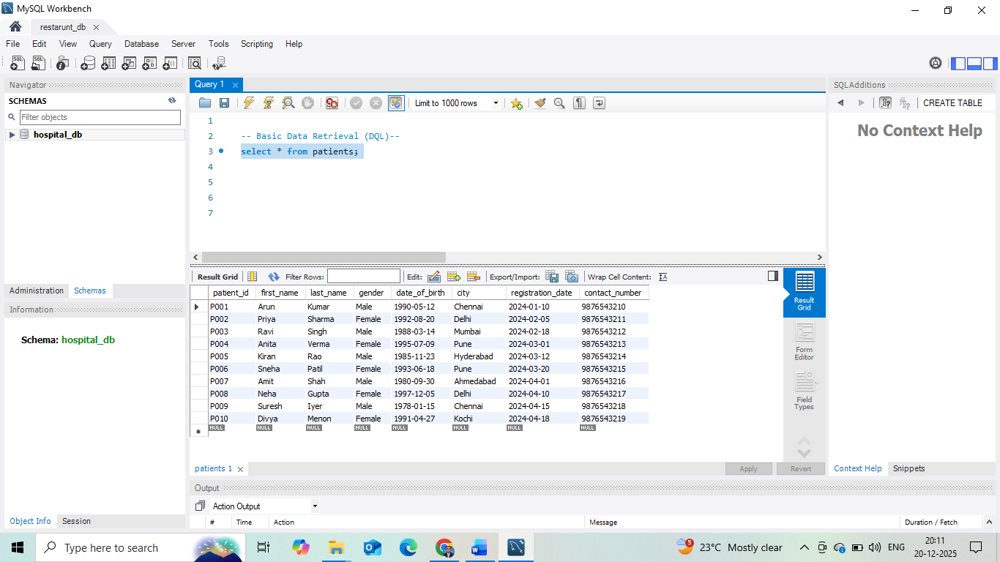 MySQL Workbench
restarunt_db
File Edit View Query Database Server Tools Scripting Help
Navigator
SCHEMAS
Filter objects
hospital_db
Administration Schemas
Information
Schema: hospital_db
Object Info Session
Query 1
Limit to 1000 rows
1
2 -- Basic Data Retrieval (DQL)--
3 select * from patients;
4
5
6
7
Result Grid Filter Rows: Edit: Export/Import: Wrap Cell Content:
patient_id first_name last_name gender date_of_birth city registration_date contact_number
P001 Arun Kumar Male 1990-05-12 Chennai 2024-01-10 9876543210
P002 Priya Sharma Female 1992-08-20 Delhi 2024-02-05 9876543211
P003 Ravi Singh Male 1988-03-14 Mumbai 2024-02-18 9876543212
P004 Anita Verma Female 1995-07-09 Pune 2024-03-01 9876543213
P005 Kiran Rao Male 1985-11-23 Hyderabad 2024-03-12 9876543214
P006 Sneha Patil Female 1993-06-18 Pune 2024-03-20 9876543215
P007 Amit Shah Male 1980-09-30 Ahmedabad 2024-04-01 9876543216
P008 Neha Gupta Female 1997-12-05 Delhi 2024-04-10 9876543217
P009 Suresh Iyer Male 1978-01-15 Chennai 2024-04-15 9876543218
P010 Divya Menon Female 1991-04-27 Kochi 2024-04-18 9876543219
NULL NULL NULL NULL NULL NULL NULL NULL
Result
Grid
Form
Editor
Field
Types
patients 1
Apply Revert
Output
Action Output
# Time Action Message Duration / Fetch
SQLAdditions
CREATE TABLE
No Context Help
Context Help Snippets
Type here to search
5
23°C Mostly clear
ENG
20:11
20-12-2025